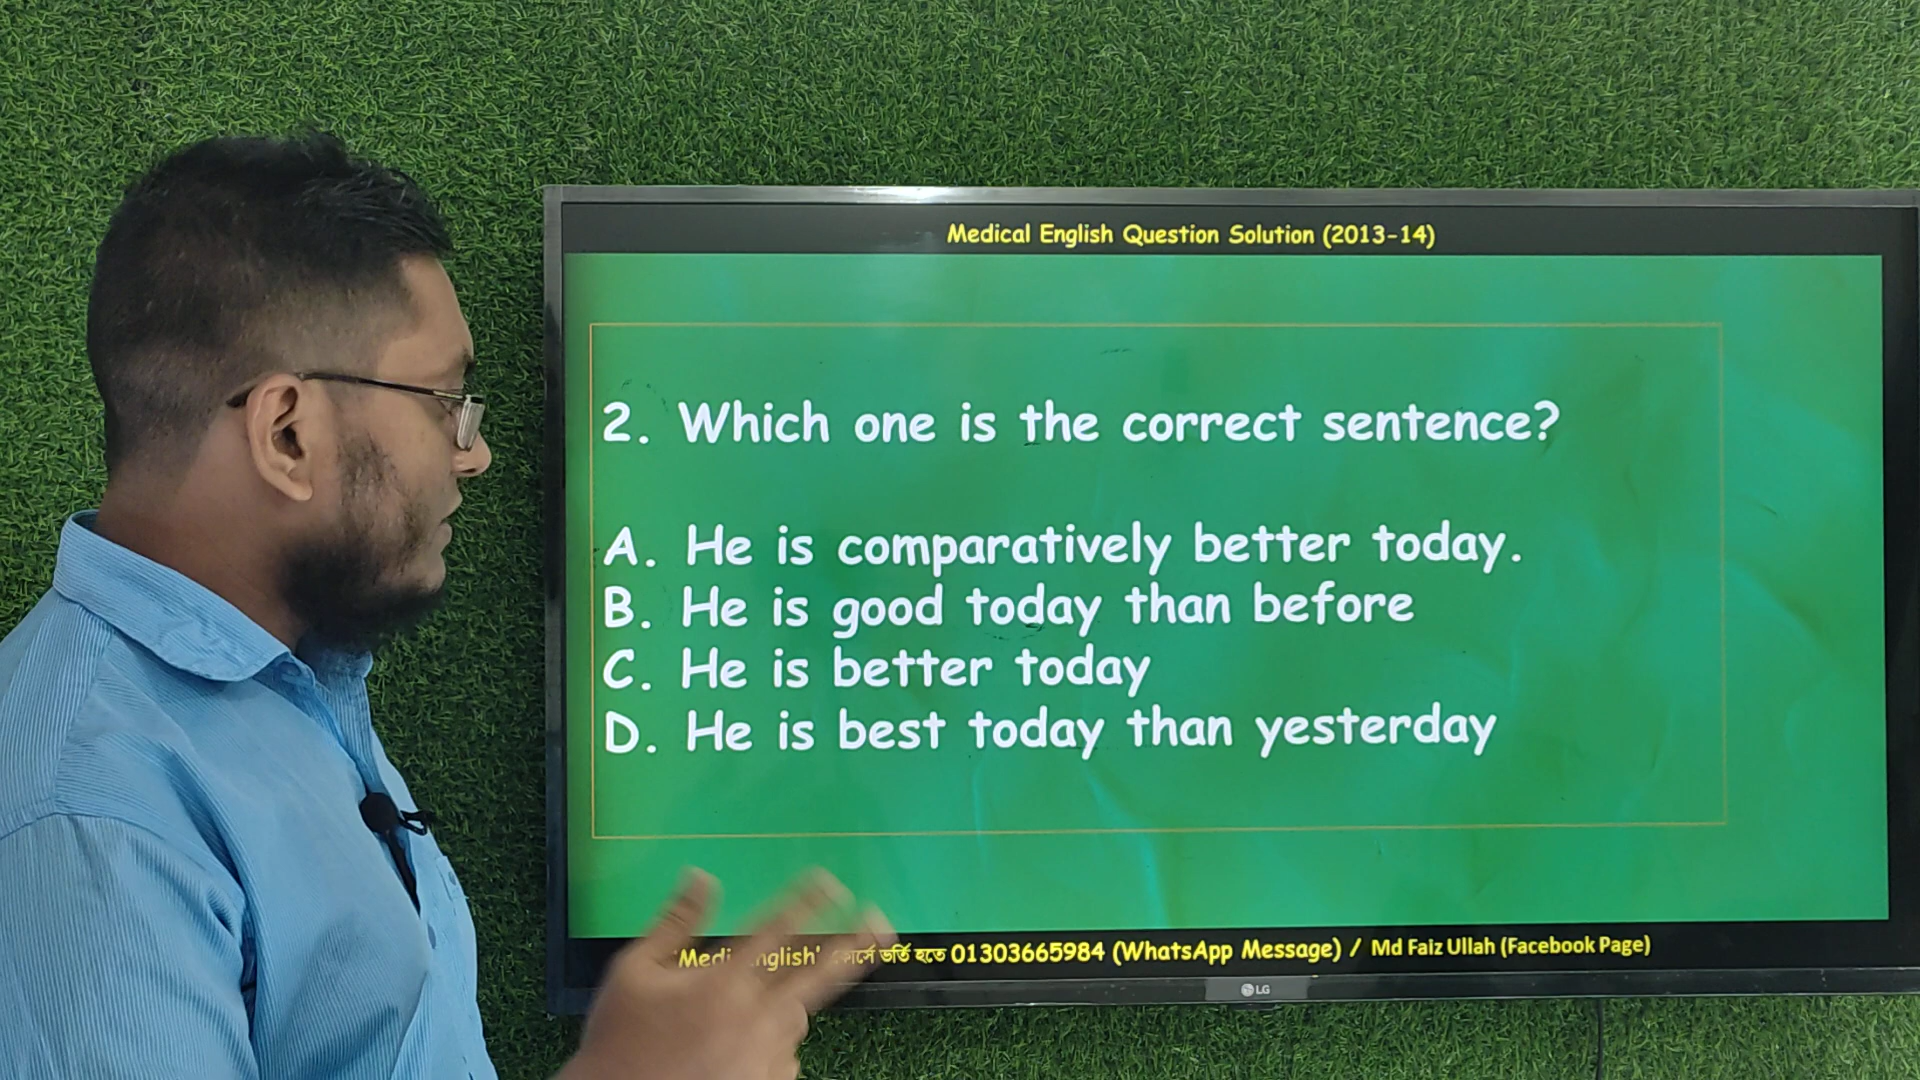 Medical English Question Solution (2013-14)
2. Which one is the correct sentence?
A. He is comparatively better today.
B. He is good today than before
C. He is better today
D. He is best today than yesterday
ভর্তি হতে 01303665984 (WhatsApp Message) / Md Faiz Ullah (Facebook Page)
LG